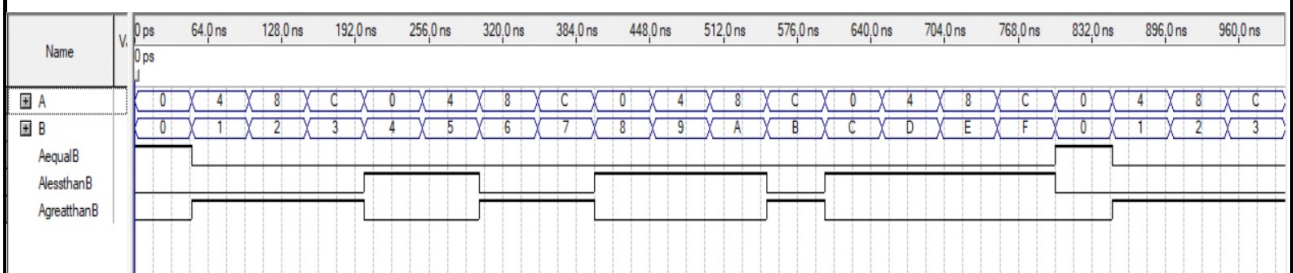 Name V. 0 ps 64.0 ns 128.0 ns 192.0 ns 256.0 ns 320.0 ns 384.0 ns 448.0 ns 512.0 ns 576.0 ns 640.0 ns 704.0 ns 768.0 ns 832.0 ns 896.0 ns 960.0 ns
0 ps
A 0 4 8 C 0 4 8 C 0 4 8 C 0 4 8 C 0 4 8 C
B 0 1 2 3 4 5 6 7 8 9 A B C D E F 0 1 2 3
AequalB
AlessthanB
AgreatthanB